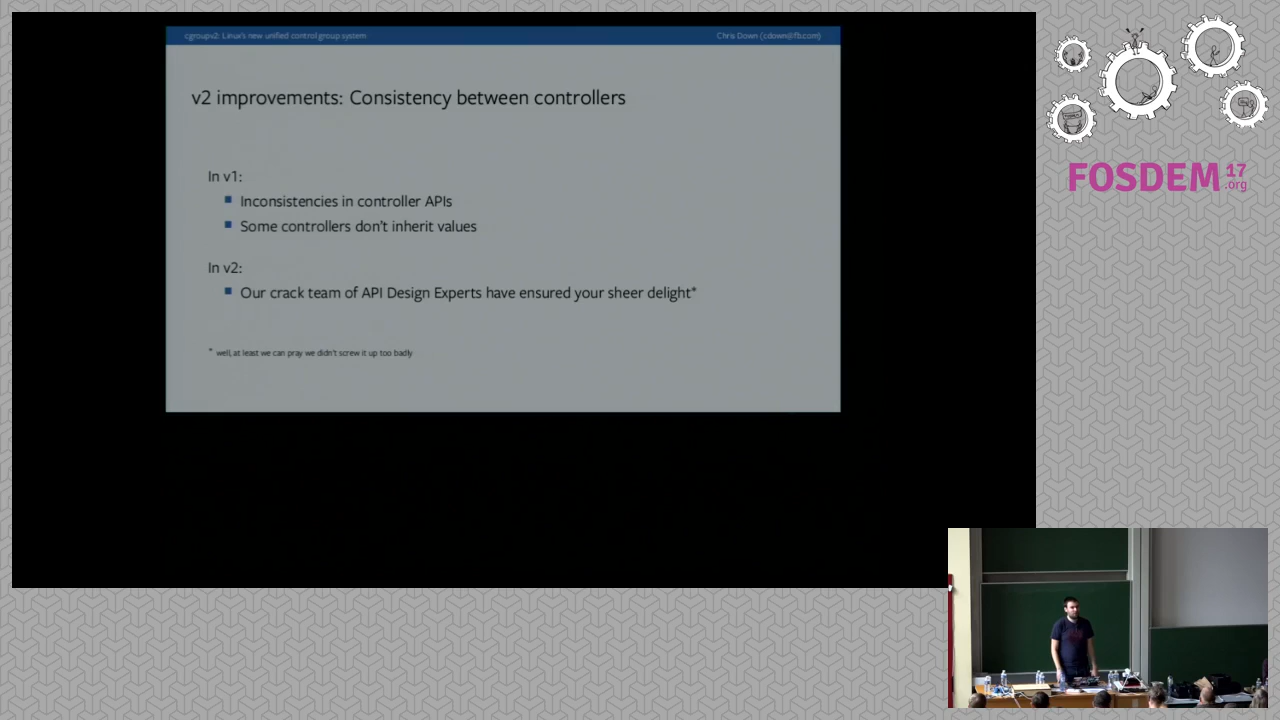 cgroupv2: Linux's new unified control group system
Chris Down (cdown@fb.com)
v2 improvements: Consistency between controllers
In v1:
Inconsistencies in controller APIs
Some controllers don't inherit values
In v2:
Our crack team of API Design Experts have ensured your sheer delight*
* well, at least we can pray we didn't screw it up too badly
FOSDEM 17
.org